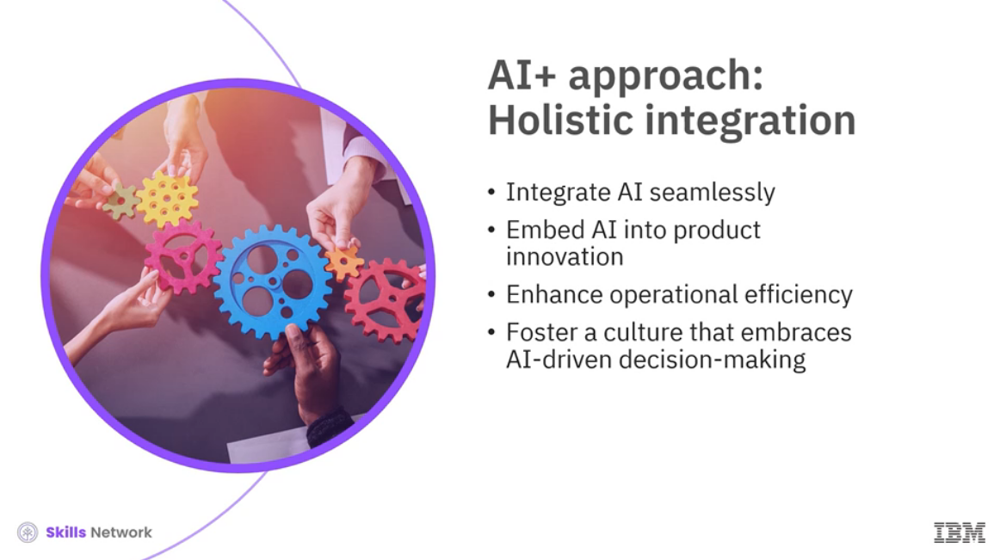 AI+ approach:
Holistic integration
• Integrate AI seamlessly
• Embed AI into product
innovation
• Enhance operational efficiency
• Foster a culture that embraces
AI-driven decision-making
Skills Network
IBM